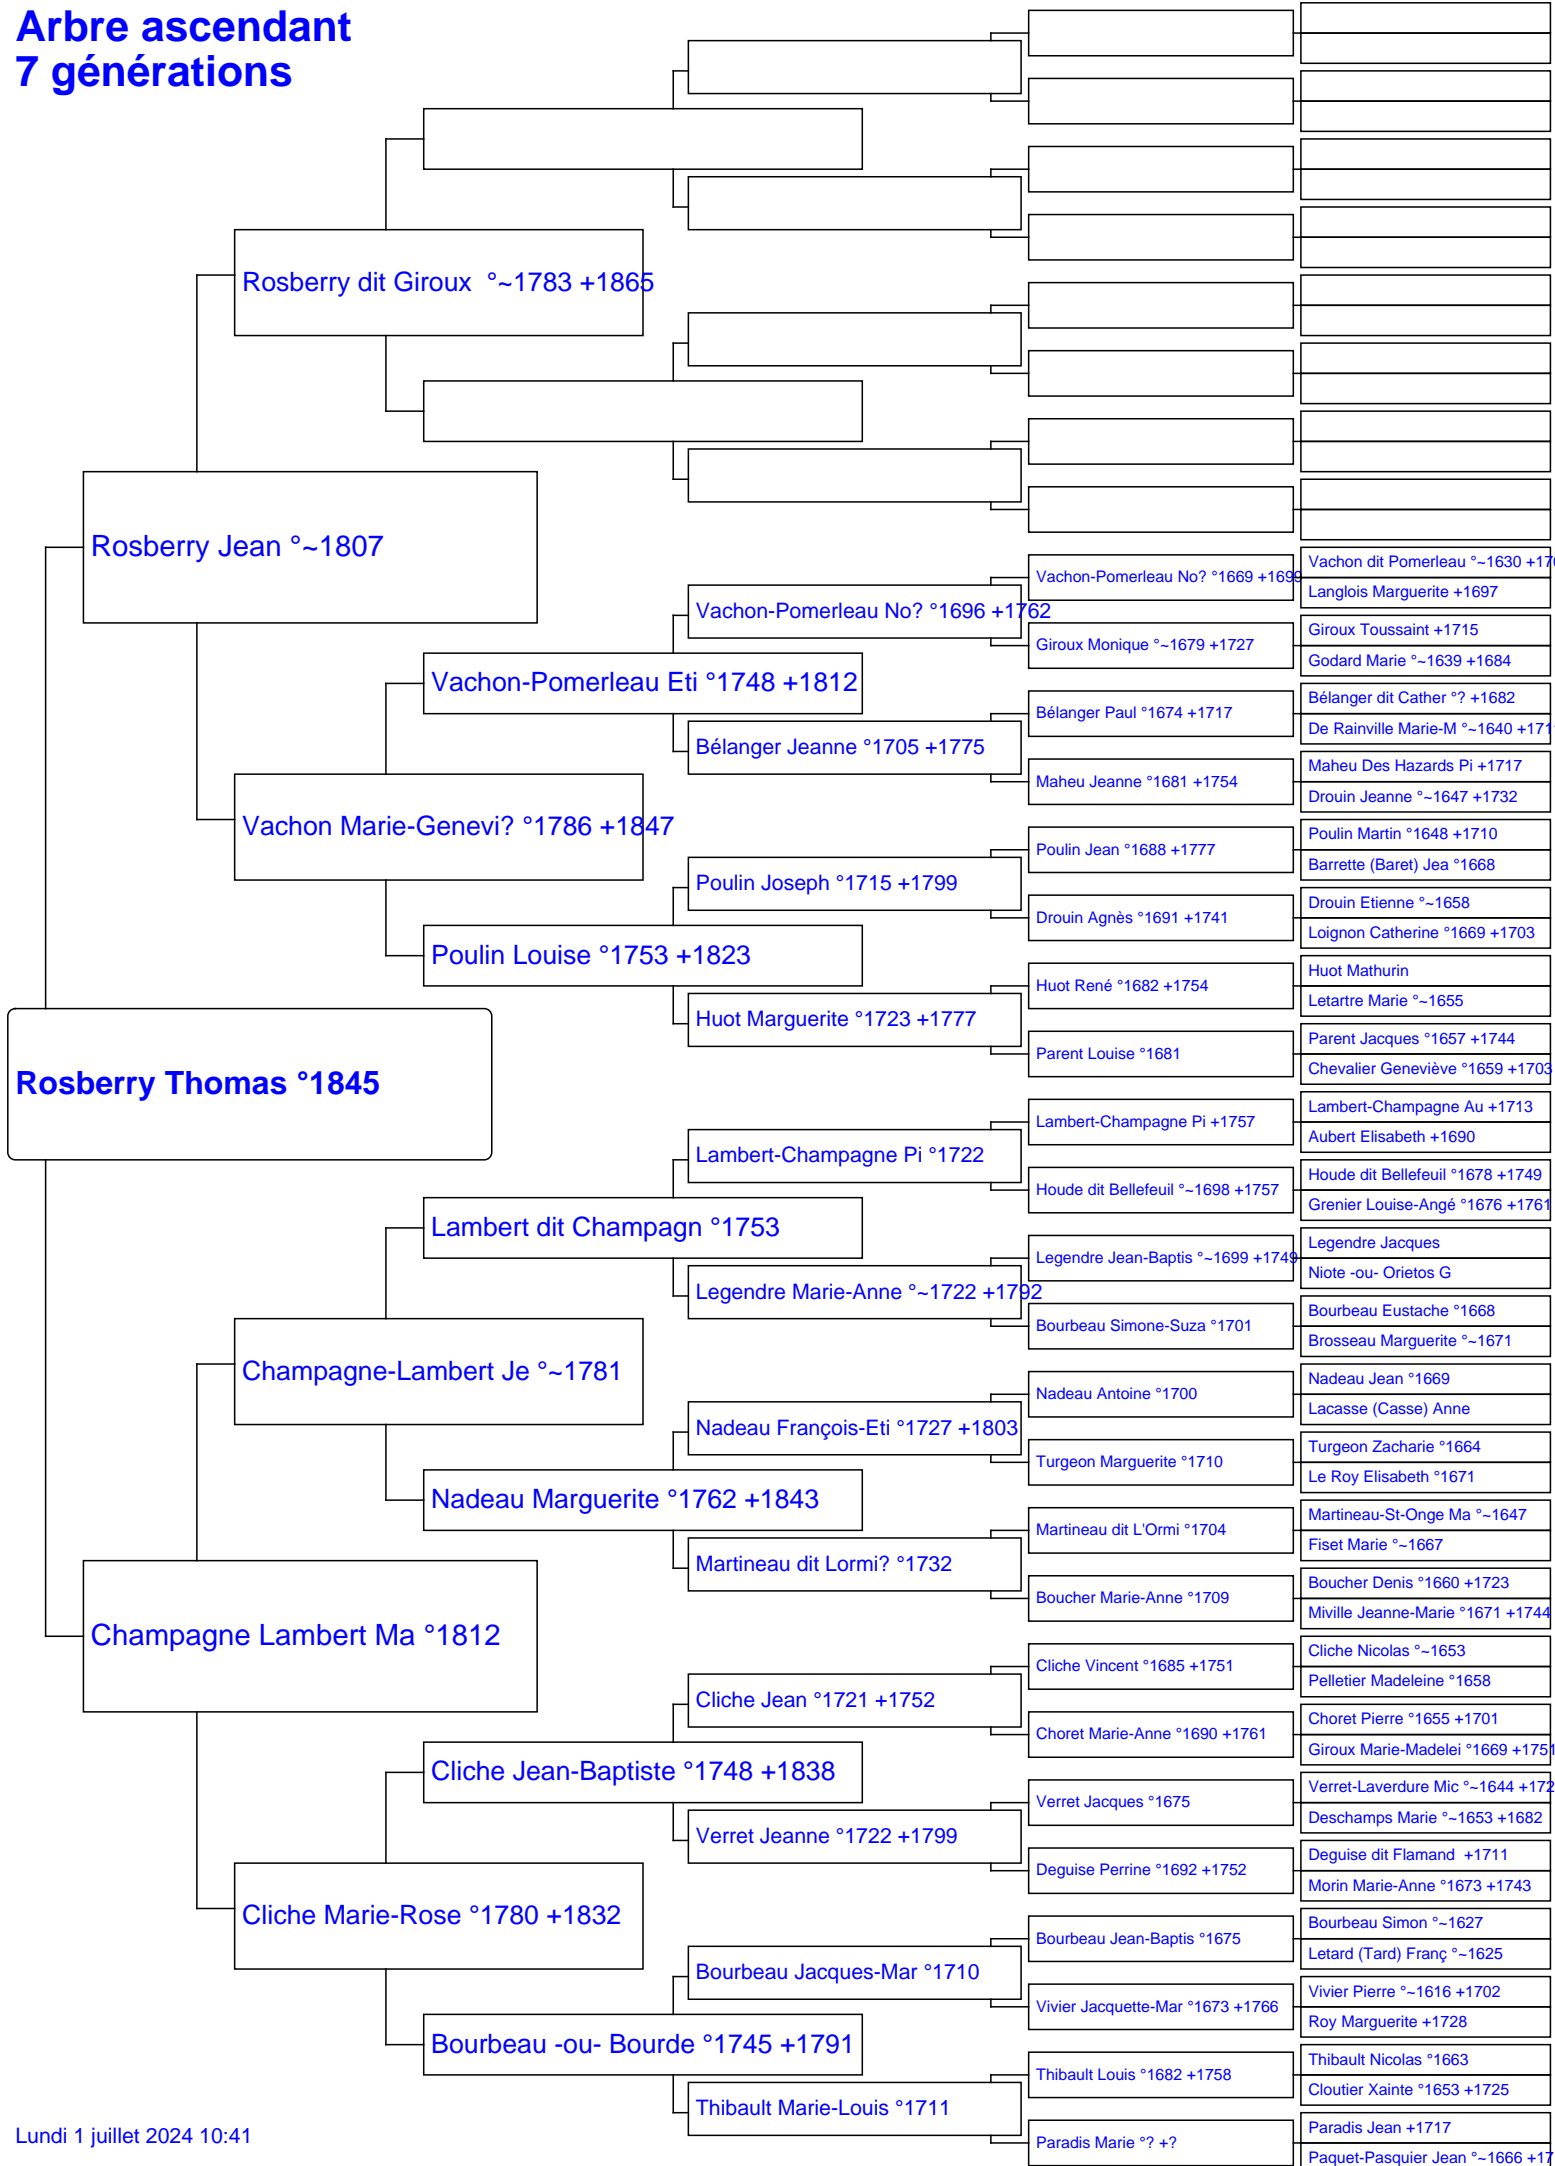 Arbre ascendant
7 générations
Rosberry dit Giroux  °~1783 +1865
Rosberry Jean °~1807
Vachon-Pomerleau No? °1669 +1699
Vachon dit Pomerleau °~1630 +170
Langlois Marguerite +1697
Vachon-Pomerleau No? °1696 +1762
Giroux Monique °~1679 +1727
Giroux Toussaint +1715
Godard Marie °~1639 +1684
Vachon-Pomerleau Eti °1748 +1812
Bélanger Paul °1674 +1717
Bélanger dit Cather °? +1682
De Rainville Marie-M °~1640 +171
Bélanger Jeanne °1705 +1775
Maheu Jeanne °1681 +1754
Maheu Des Hazards Pi +1717
Drouin Jeanne °~1647 +1732
Vachon Marie-Genevi? °1786 +1847
Poulin Jean °1688 +1777
Poulin Martin °1648 +1710
Barrette (Baret) Jea °1668
Poulin Joseph °1715 +1799
Drouin Agnès °1691 +1741
Drouin Etienne °~1658
Loignon Catherine °1669 +1703
Poulin Louise °1753 +1823
Huot René °1682 +1754
Huot Mathurin
Letartre Marie °~1655
Huot Marguerite °1723 +1777
Parent Louise °1681
Parent Jacques °1657 +1744
Chevalier Geneviève °1659 +1703
Rosberry Thomas °1845
Lambert-Champagne Pi +1757
Lambert-Champagne Au +1713
Aubert Elisabeth +1690
Lambert-Champagne Pi °1722
Houde dit Bellefeuil °~1698 +1757
Houde dit Bellefeuil °1678 +1749
Grenier Louise-Angé °1676 +1761
Lambert dit Champagn °1753
Legendre Jean-Baptis °~1699 +1749
Legendre Jacques
Niote -ou- Orietos G
Legendre Marie-Anne °~1722 +1792
Bourbeau Simone-Suza °1701
Bourbeau Eustache °1668
Brosseau Marguerite °~1671
Champagne-Lambert Je °~1781
Nadeau Antoine °1700
Nadeau Jean °1669
Lacasse (Casse) Anne
Nadeau François-Eti °1727 +1803
Turgeon Marguerite °1710
Turgeon Zacharie °1664
Le Roy Elisabeth °1671
Nadeau Marguerite °1762 +1843
Martineau dit L'Ormi °1704
Martineau-St-Onge Ma °~1647
Fiset Marie °~1667
Martineau dit Lormi? °1732
Boucher Marie-Anne °1709
Boucher Denis °1660 +1723
Miville Jeanne-Marie °1671 +1744
Champagne Lambert Ma °1812
Cliche Vincent °1685 +1751
Cliche Nicolas °~1653
Pelletier Madeleine °1658
Cliche Jean °1721 +1752
Choret Marie-Anne °1690 +1761
Choret Pierre °1655 +1701
Giroux Marie-Madelei °1669 +1751
Cliche Jean-Baptiste °1748 +1838
Verret Jacques °1675
Verret-Laverdure Mic °~1644 +172
Deschamps Marie °~1653 +1682
Verret Jeanne °1722 +1799
Deguise Perrine °1692 +1752
Deguise dit Flamand  +1711
Morin Marie-Anne °1673 +1743
Cliche Marie-Rose °1780 +1832
Bourbeau Jean-Baptis °1675
Bourbeau Simon °~1627
Letard (Tard) Franç °~1625
Bourbeau Jacques-Mar °1710
Vivier Jacquette-Mar °1673 +1766
Vivier Pierre °~1616 +1702
Roy Marguerite +1728
Bourbeau -ou- Bourde °1745 +1791
Thibault Louis °1682 +1758
Thibault Nicolas °1663
Cloutier Xainte °1653 +1725
Thibault Marie-Louis °1711
Paradis Marie °? +?
Paradis Jean +1717
Paquet-Pasquier Jean °~1666 +17
Lundi 1 juillet 2024 10:41